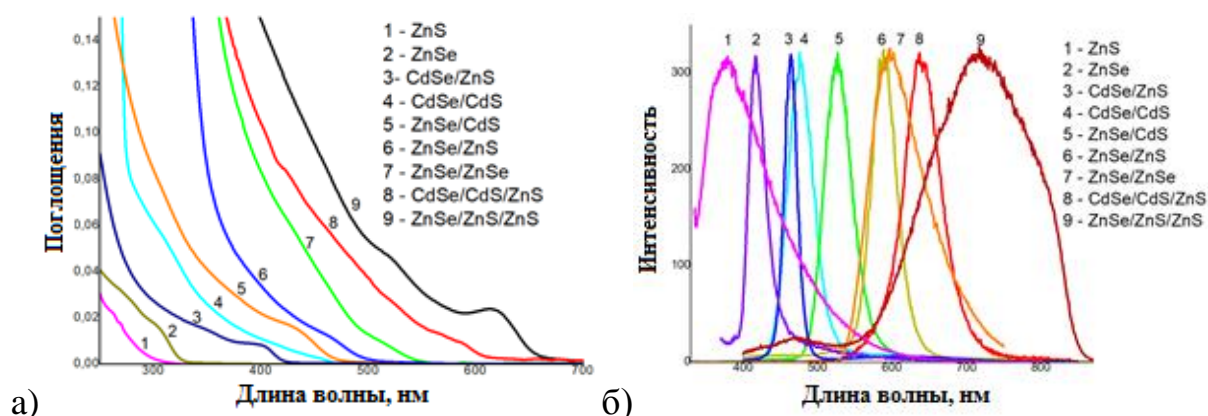 0,14
0,12
0,10
0,08
0,06
0,04
0,02
0,00
300
400
500
600
700
Поглощения
Длина волны, нм
1 - ZnS
2 - ZnSe
3- CdSe/ZnS
4 - CdSe/CdS
5 - ZnSe/CdS
6 - ZnSe/ZnS
7 - ZnSe/ZnSe
8 - CdSe/CdS/ZnS
9 - ZnSe/ZnS/ZnS
1
2
3
4
5
6
7
8
9
а)
300
200
100
0
400
500
600
700
800
Интенсивность
Длина волны, нм
1
2
3
4
5
6
7
8
9
1 - ZnS
2 - ZnSe
3 - CdSe/ZnS
4 - CdSe/CdS
5 - ZnSe/CdS
6 - ZnSe/ZnS
7 - ZnSe/ZnSe
8 - CdSe/CdS/ZnS
9 - ZnSe/ZnS/ZnS
б)